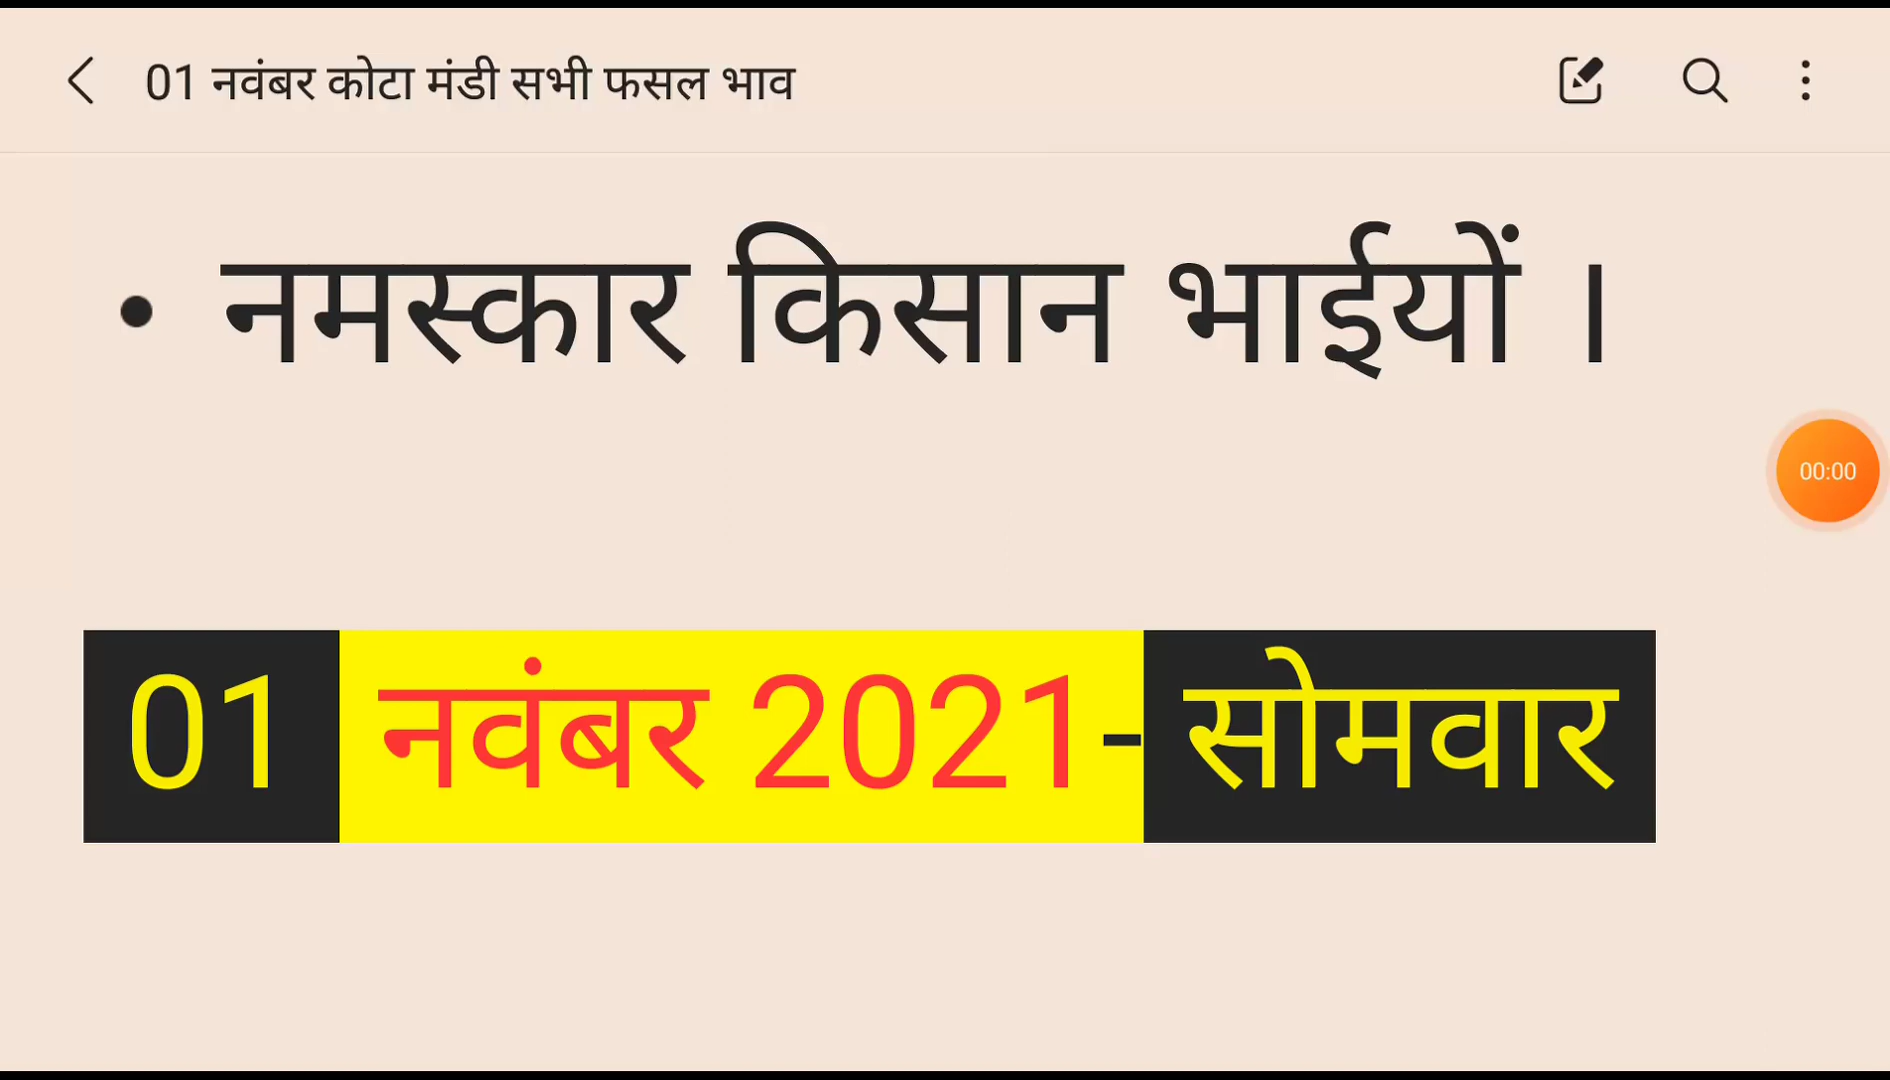 01 नवंबर कोटा मंडी सभी फसल भाव
• नमस्कार किसान भाईयों ।
00:00
01 नवंबर 2021- सोमवार